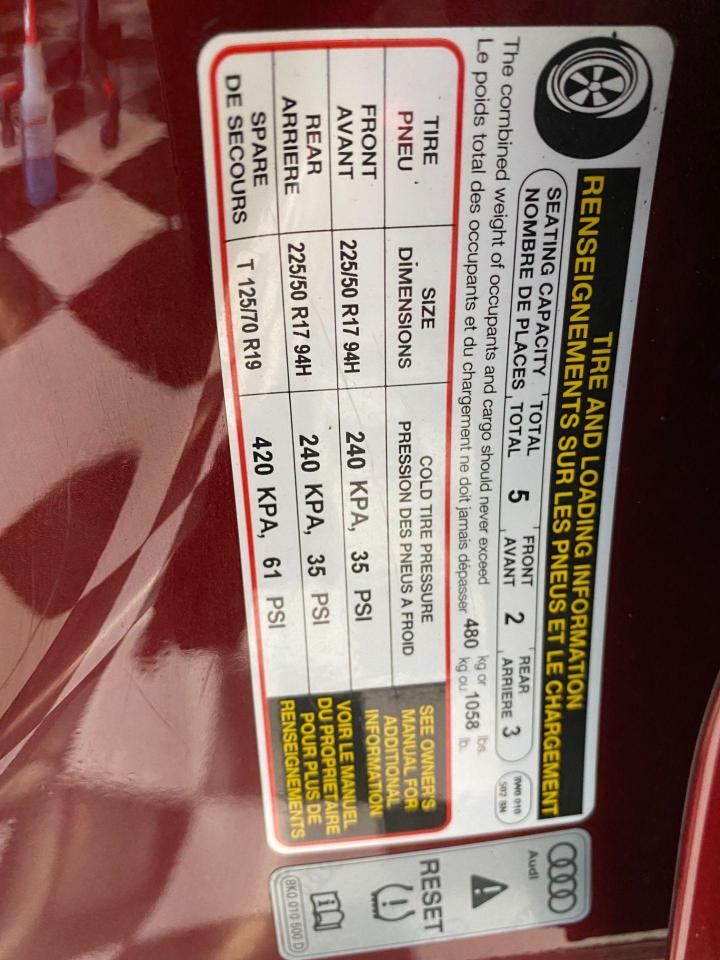 TIRE AND LOADING INFORMATION
RENSEIGNEMENTS SUR LES PNEUS ET LE CHARGEMENT
SEATING CAPACITY TOTAL 5 FRONT 2 REAR 3
NOMBRE DE PLACES TOTAL AVANT ARRIERE
The combined weight of occupants and cargo should never exceed 480 kg or 1058 lbs.
Le poids total des occupants et du chargement ne doit jamais dépasser kg ou lb.
TIRE SIZE COLD TIRE PRESSURE
PNEU DİMENSIONS PRESSION DES PNEUS A FROID
FRONT
AVANT 225/50 R17 94H 240 KPA, 35 PSI
REAR
ARRIERE 225/50 R17 94H 240 KPA, 35 PSI
SPARE
DE SECOURS T 125/70 R19 420 KPA, 61 PSI
SEE OWNER'S
MANUAL FOR
ADDITIONAL
INFORMATION
VOIR LE MANUEL
DU PROPRIETAIRE
POUR PLUS DE
RENSEIGNEMENTS
Audi
RESET
8K0 010 500 D